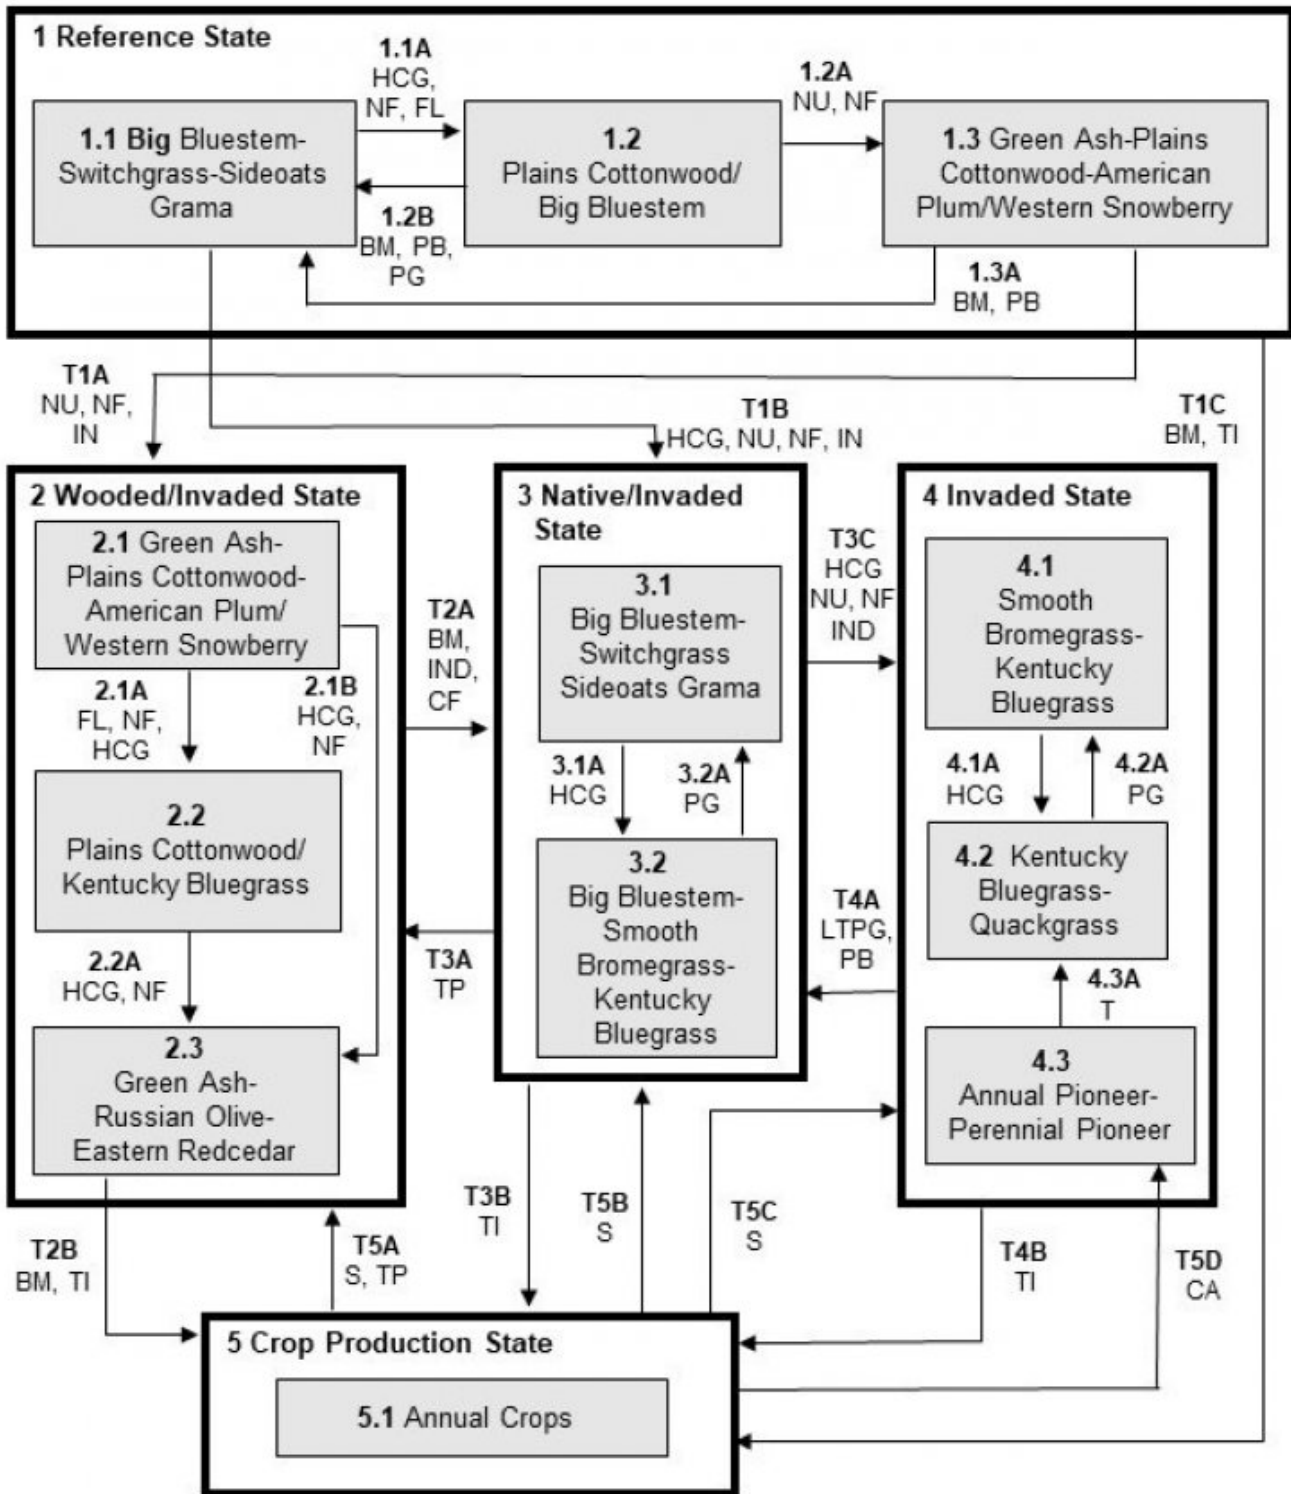 1 Reference State
1.1A
HCG,
NF, FL
1.2A
NU, NF
1.1 Big Bluestem-
Switchgrass-Sideoats
Grama
1.2
Plains Cottonwood/
Big Bluestem
1.3 Green Ash-Plains
Cottonwood-American
Plum/Western Snowberry
1.2B
BM, PB,
PG
1.3A
BM, PB
T1A
NU, NF,
IN
T1B
HCG, NU, NF, IN
T1C
BM, TI
2 Wooded/Invaded State
2.1 Green Ash-
Plains Cottonwood-
American Plum/
Western Snowberry
2.1A
FL, NF,
HCG
2.1B
HCG,
NF
2.2
Plains Cottonwood/
Kentucky Bluegrass
2.2A
HCG, NF
2.3
Green Ash-
Russian Olive-
Eastern Redcedar
T2A
BM,
IND,
CF
T3A
TP
3 Native/Invaded
State
3.1
Big Bluestem-
Switchgrass
Sideoats Grama
3.1A
HCG
3.2A
PG
3.2
Big Bluestem-
Smooth
Bromegrass-
Kentucky
Bluegrass
T3C
HCG
NU, NF
IND
T4A
LTPG,
PB
4 Invaded State
4.1
Smooth
Bromegrass-
Kentucky
Bluegrass
4.1A
HCG
4.2A
PG
4.2 Kentucky
Bluegrass-
Quackgrass
4.3A
T
4.3
Annual Pioneer-
Perennial Pioneer
T2B
BM, TI
T5A
S, TP
T3B
TI
T5B
S
T5C
S
T4B
TI
T5D
CA
5 Crop Production State
5.1 Annual Crops